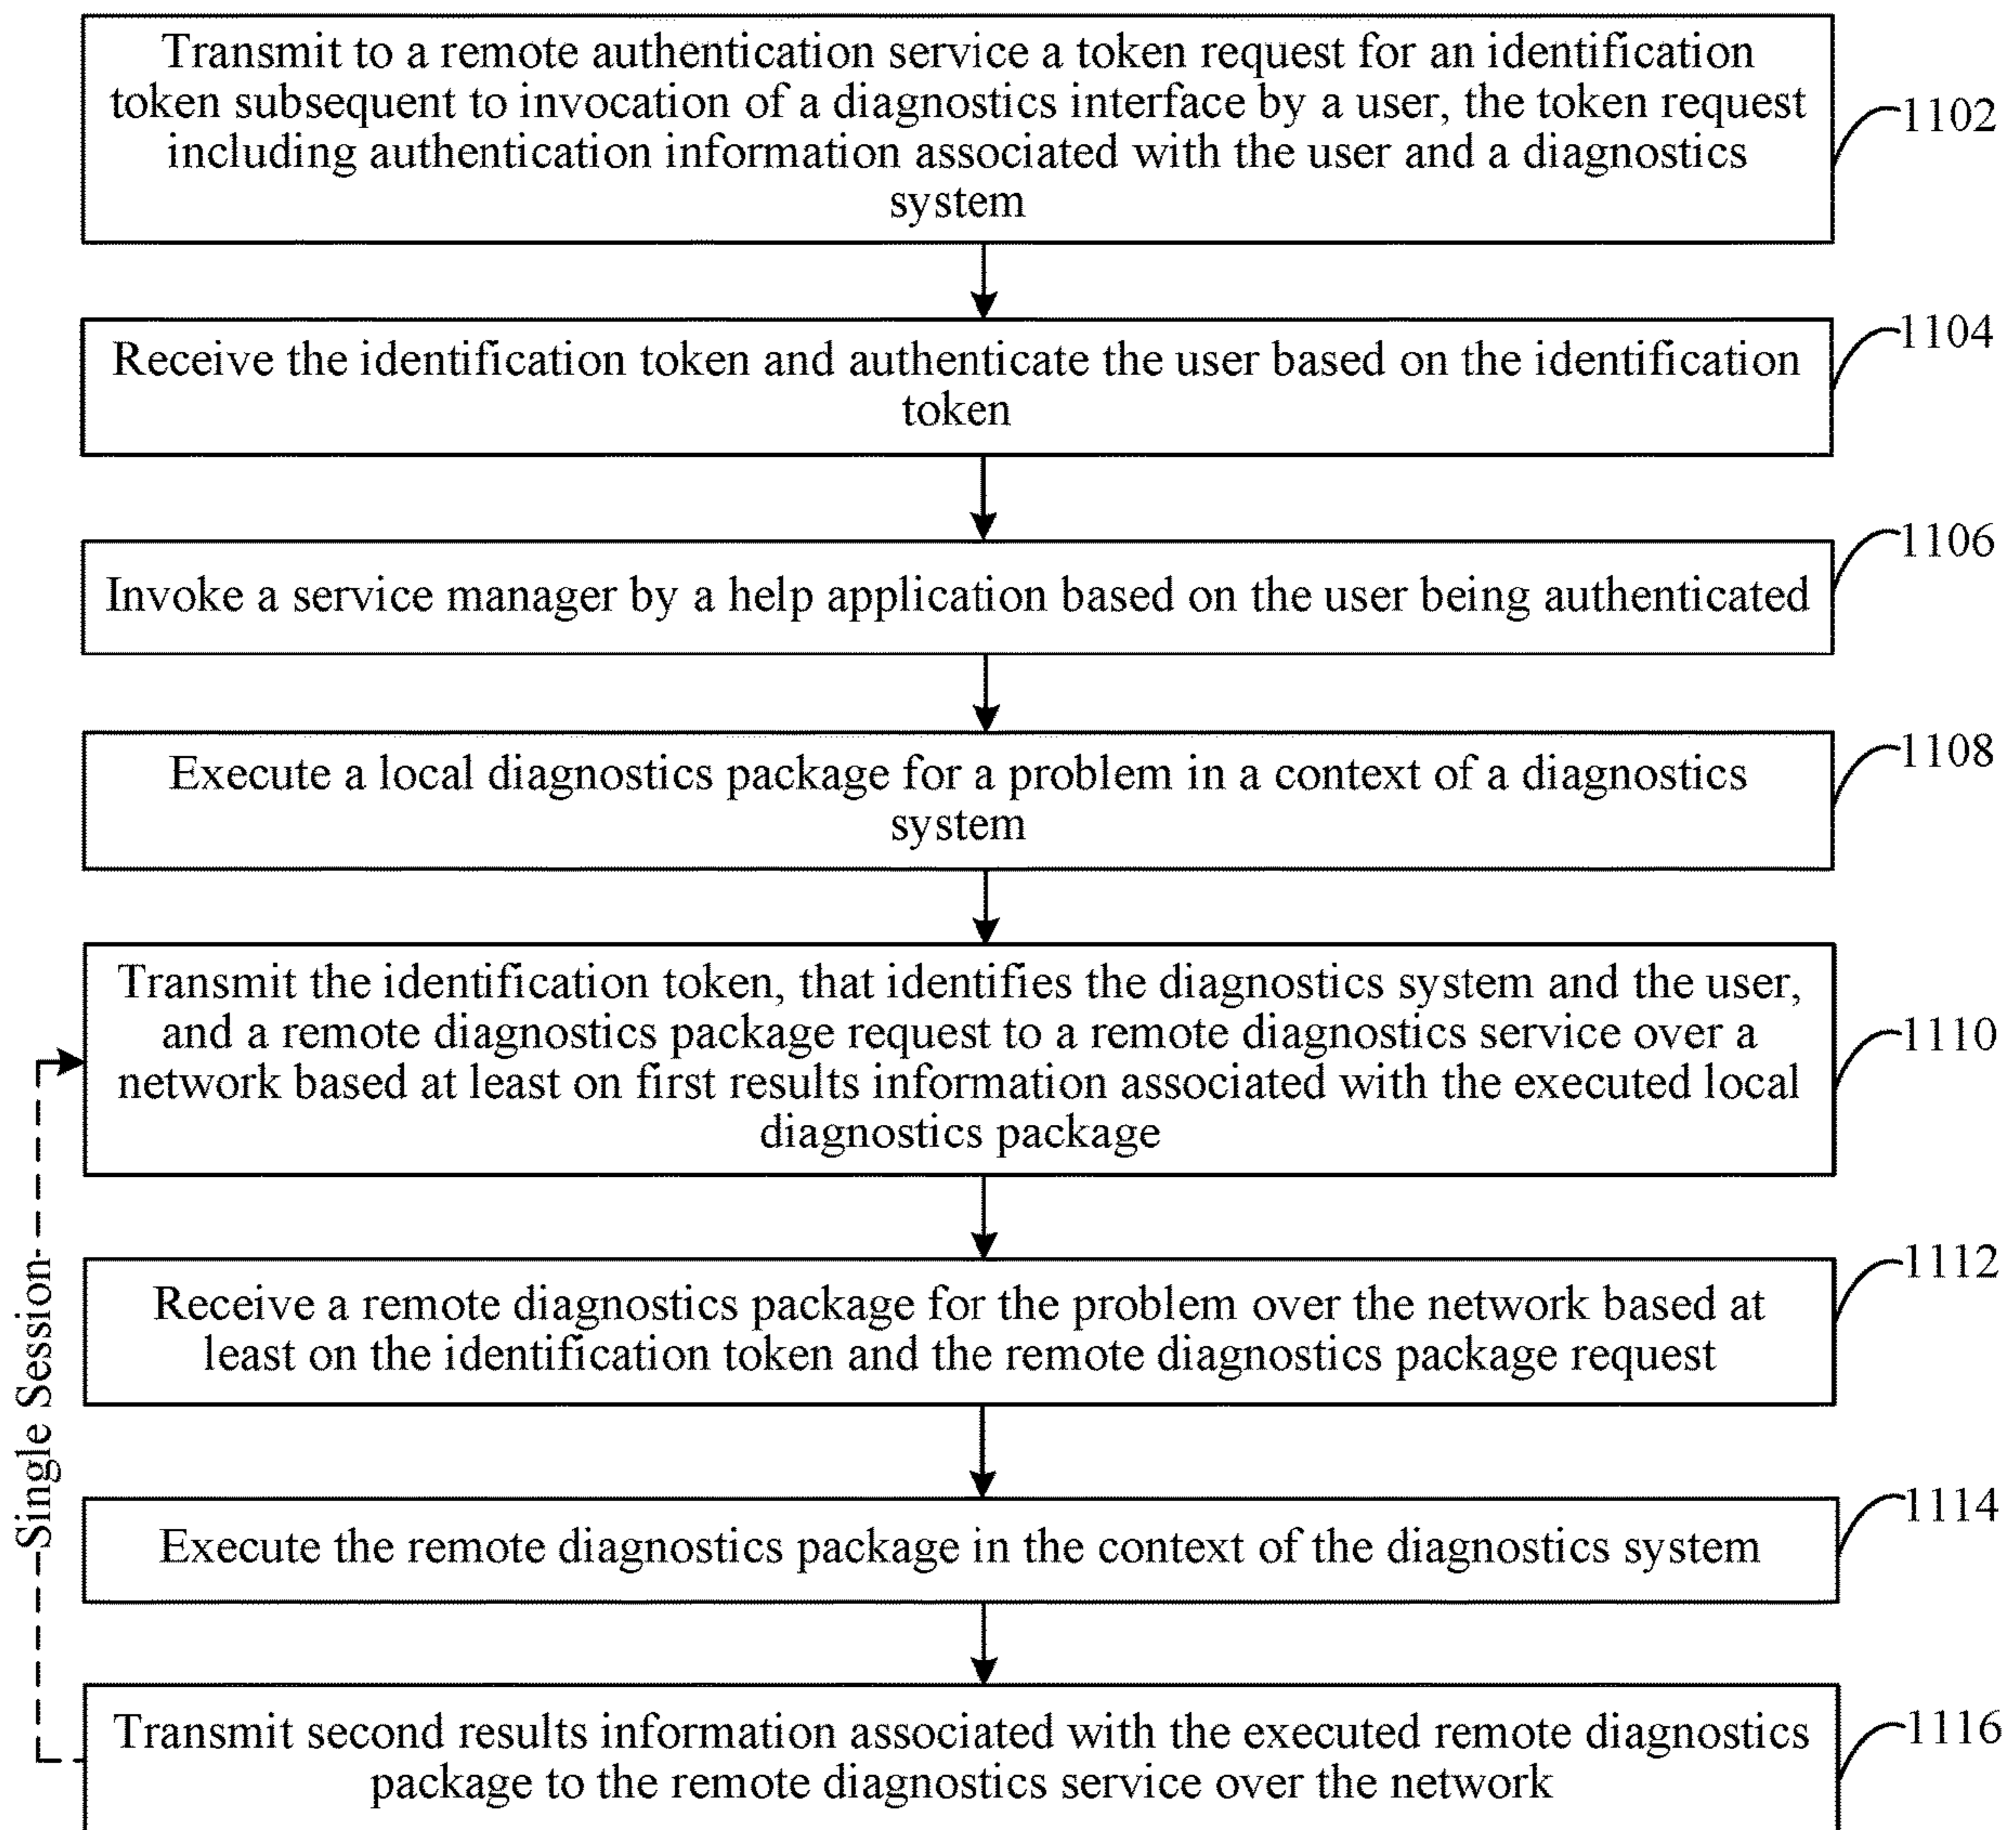 Transmit to a remote authentication service a token request for an identification
token subsequent to invocation of a diagnostics interface by a user, the token request
including authentication information associated with the user and a diagnostics
system
1102
Receive the identification token and authenticate the user based on the identification
token
1104
Invoke a service manager by a help application based on the user being authenticated
1106
Execute a local diagnostics package for a problem in a context of a diagnostics
system
1108
Transmit the identification token, that identifies the diagnostics system and the user,
and a remote diagnostics package request to a remote diagnostics service over a
network based at least on first results information associated with the executed local
diagnostics package
1110
Receive a remote diagnostics package for the problem over the network based at
least on the identification token and the remote diagnostics package request
1112
Execute the remote diagnostics package in the context of the diagnostics system
1114
Transmit second results information associated with the executed remote diagnostics
package to the remote diagnostics service over the network
1116
Single Session